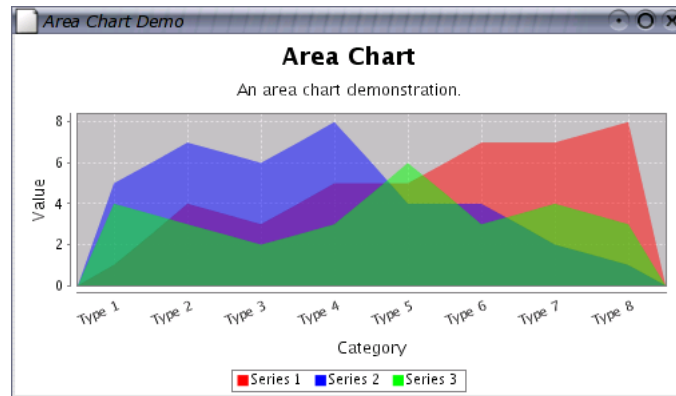 Area Chart Demo
Area Chart
An area chart demonstration.
8
6
4
2
0
Value
Type 1 Type 2 Type 3 Type 4 Type 5 Type 6 Type 7 Type 8
Category
Series 1 Series 2 Series 3